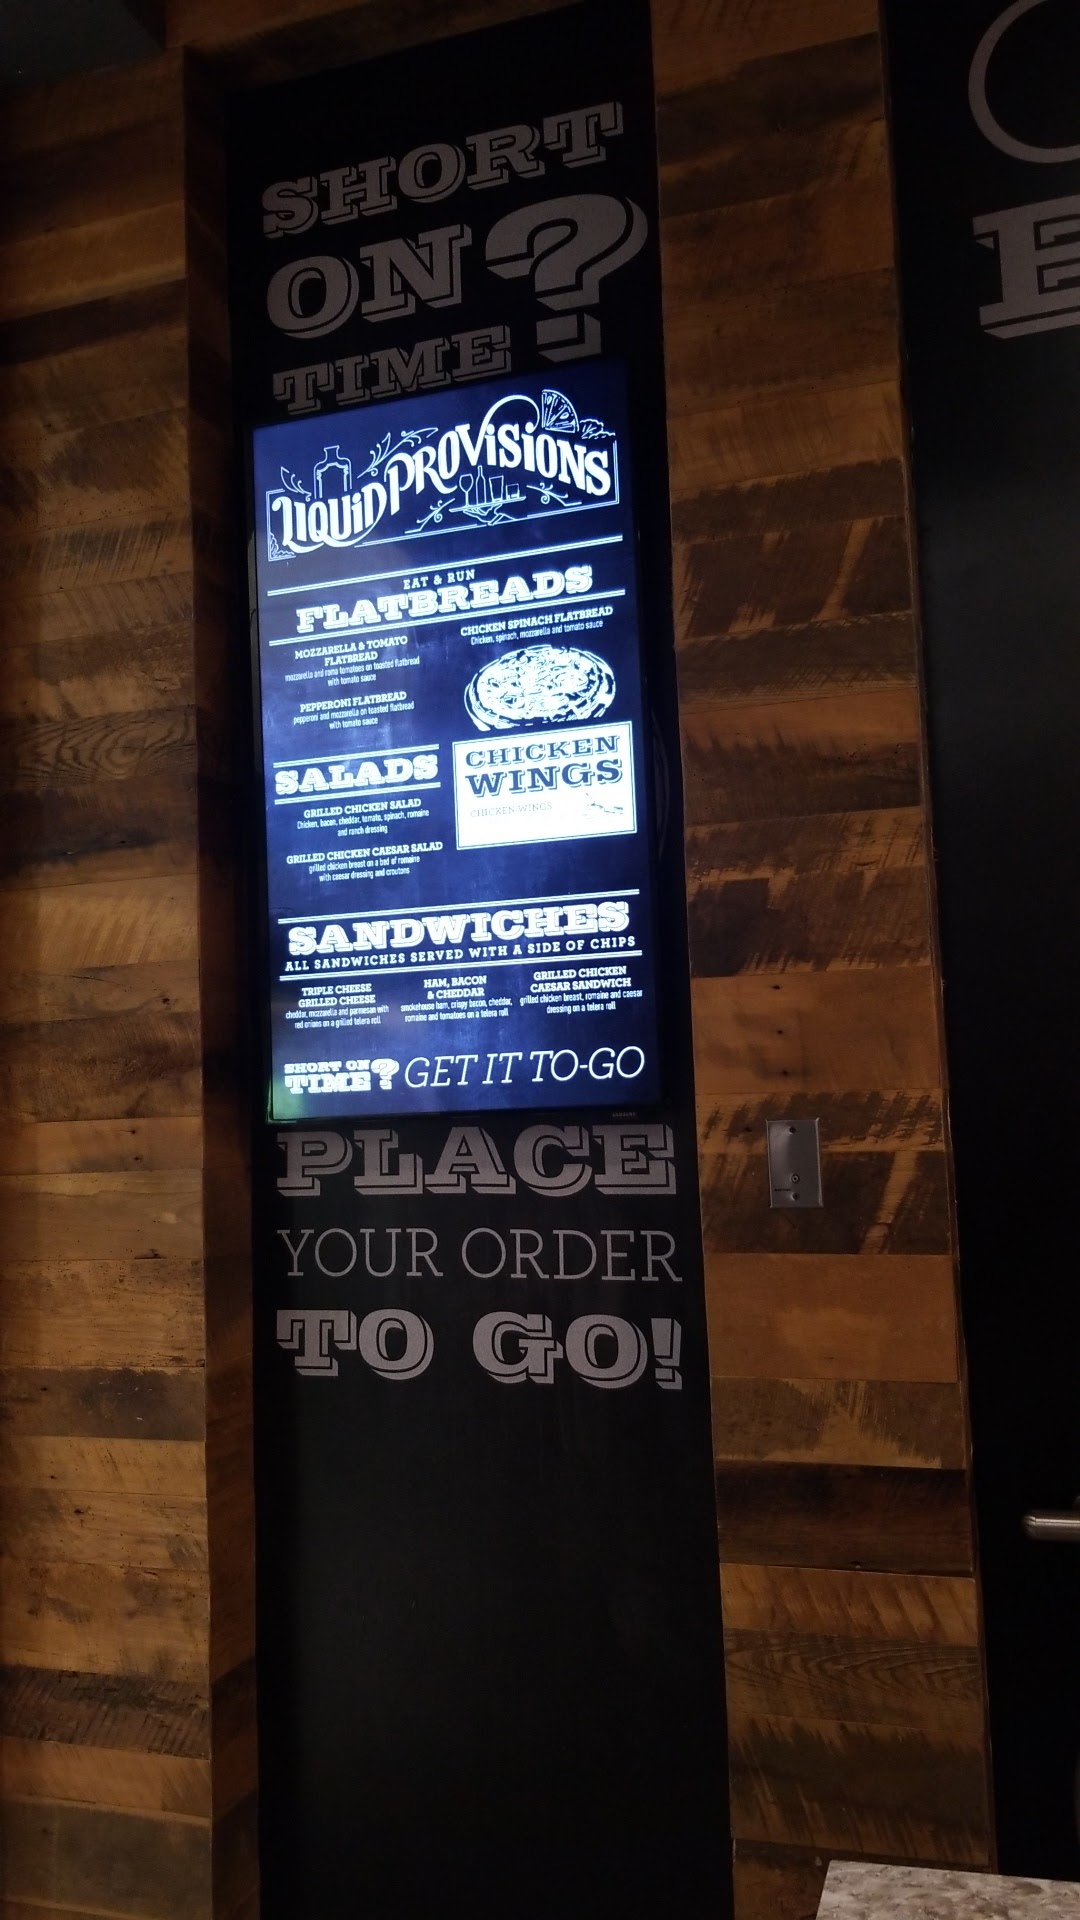 SHORT
ON?
TIME
LIQUID PROVISIONS
EAT & RUN
FLATBREADS
MOZZARELLA & TOMATO
FLATBREAD
mozzarella and roma tomatoes on toasted flatbread
with tomato sauce
PEPPERONI FLATBREAD
pepperoni and mozzarella on toasted flatbread
with tomato sauce
CHICKEN SPINACH FLATBREAD
Chicken, spinach, mozzarella and tomato sauce
CHICKEN
WINGS
CHICKEN WINGS
SALADS
GRILLED CHICKEN SALAD
Chicken, bacon, cheddar, tomato, spinach, romaine
and ranch dressing
GRILLED CHICKEN CAESAR SALAD
grilled chicken breast on a bed of romaine
with caesar dressing and croutons
SANDWICHES
ALL SANDWICHES SERVED WITH A SIDE OF CHIPS
TRIPLE CHEESE
GRILLED CHEESE
cheddar, mozzarella and parmesan with
red onions on a grilled telera roll
HAM, BACON
& CHEDDAR
smokehouse ham, crispy bacon, cheddar,
romaine and tomatoes on a telera roll
GRILLED CHICKEN
CAESAR SANDWICH
grilled chicken breast, romaine and caesar
dressing on a telera roll
SHORT ON
TIME? GET IT TO-GO
PLACE
YOUR ORDER
TO GO!